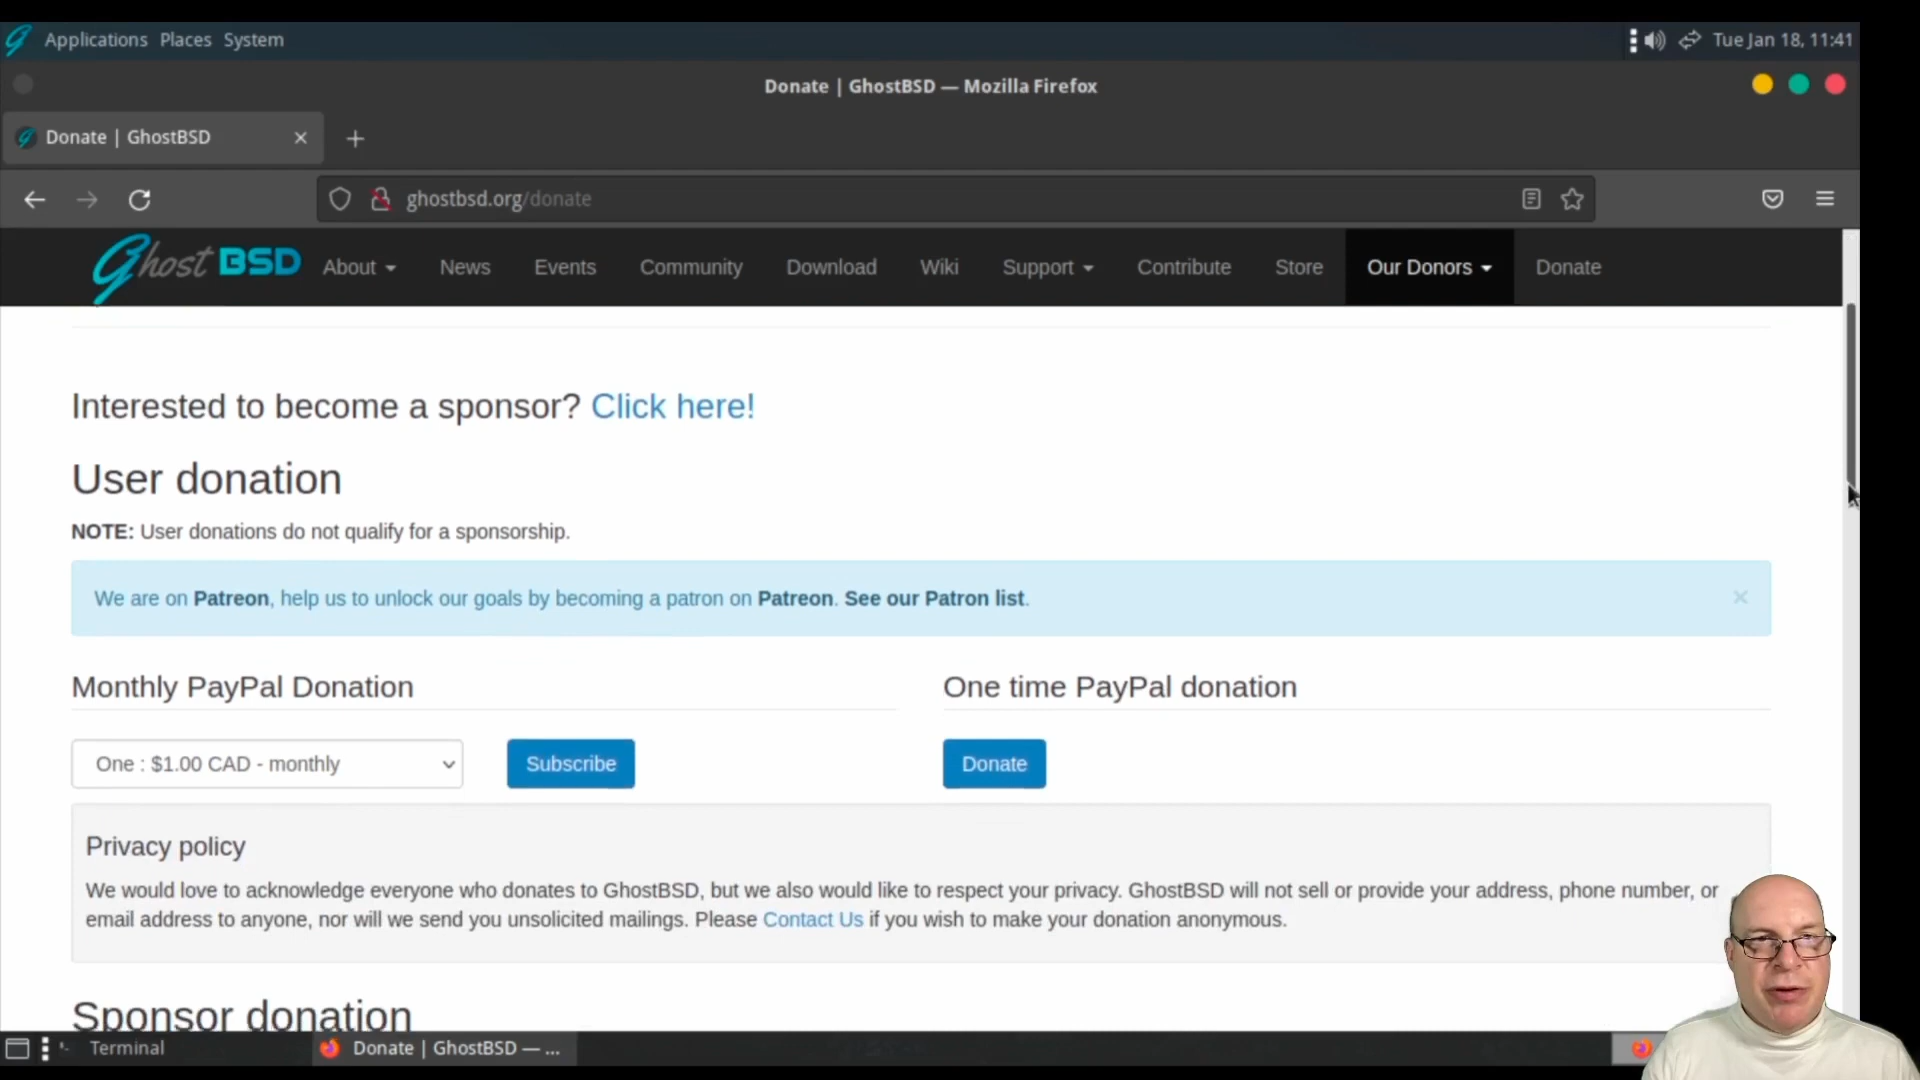 Applications Places System
Tue Jan 18, 11:41
Donate | GhostBSD — Mozilla Firefox
Donate | GhostBSD
ghostbsd.org/donate
Ghost BSD About News Events Community Download Wiki Support Contribute Store Our Donors Donate
Interested to become a sponsor? Click here!
User donation
NOTE: User donations do not qualify for a sponsorship.
We are on Patreon, help us to unlock our goals by becoming a patron on Patreon. See our Patron list.
×
Monthly PayPal Donation
One time PayPal donation
One : $1.00 CAD - monthly
Subscribe
Donate
Privacy policy
We would love to acknowledge everyone who donates to GhostBSD, but we also would like to respect your privacy. GhostBSD will not sell or provide your address, phone number, or
email address to anyone, nor will we send you unsolicited mailings. Please Contact Us if you wish to make your donation anonymous.
Sponsor donation
Terminal
Donate | GhostBSD — ...